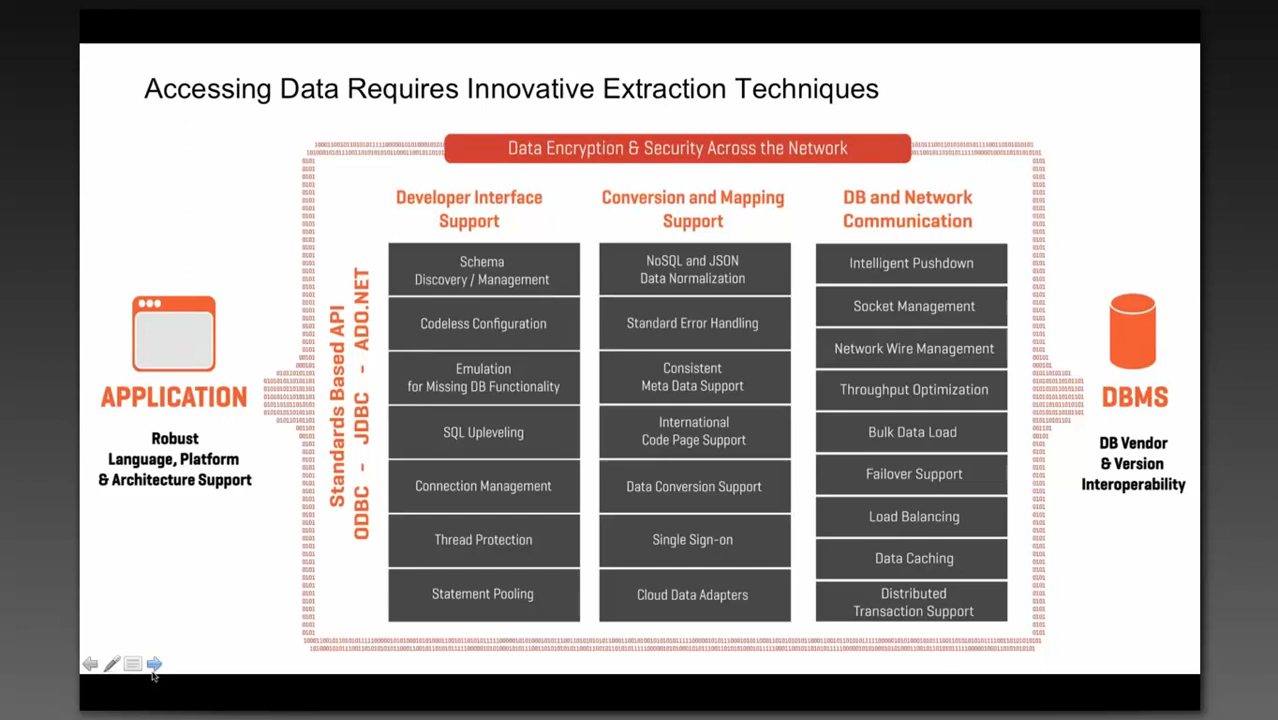 Accessing Data Requires Innovative Extraction Techniques
Data Encryption & Security Across the Network
APPLICATION
Robust
Language, Platform
& Architecture Support
Standards Based API
ODBC - JDBC - ADO.NET
Developer Interface
Support
Schema
Discovery / Management
Codeless Configuration
Emulation
for Missing DB Functionality
SQL Upleveling
Connection Management
Thread Protection
Statement Pooling
Conversion and Mapping
Support
NoSQL and JSON
Data Normalization
Standard Error Handling
Consistent
Meta Data Support
International
Code Page Support
Data Conversion Support
Single Sign-on
Cloud Data Adapters
DB and Network
Communication
Intelligent Pushdown
Socket Management
Network Wire Management
Throughput Optimization
Bulk Data Load
Failover Support
Load Balancing
Data Caching
Distributed
Transaction Support
DBMS
DB Vendor
& Version
Interoperability